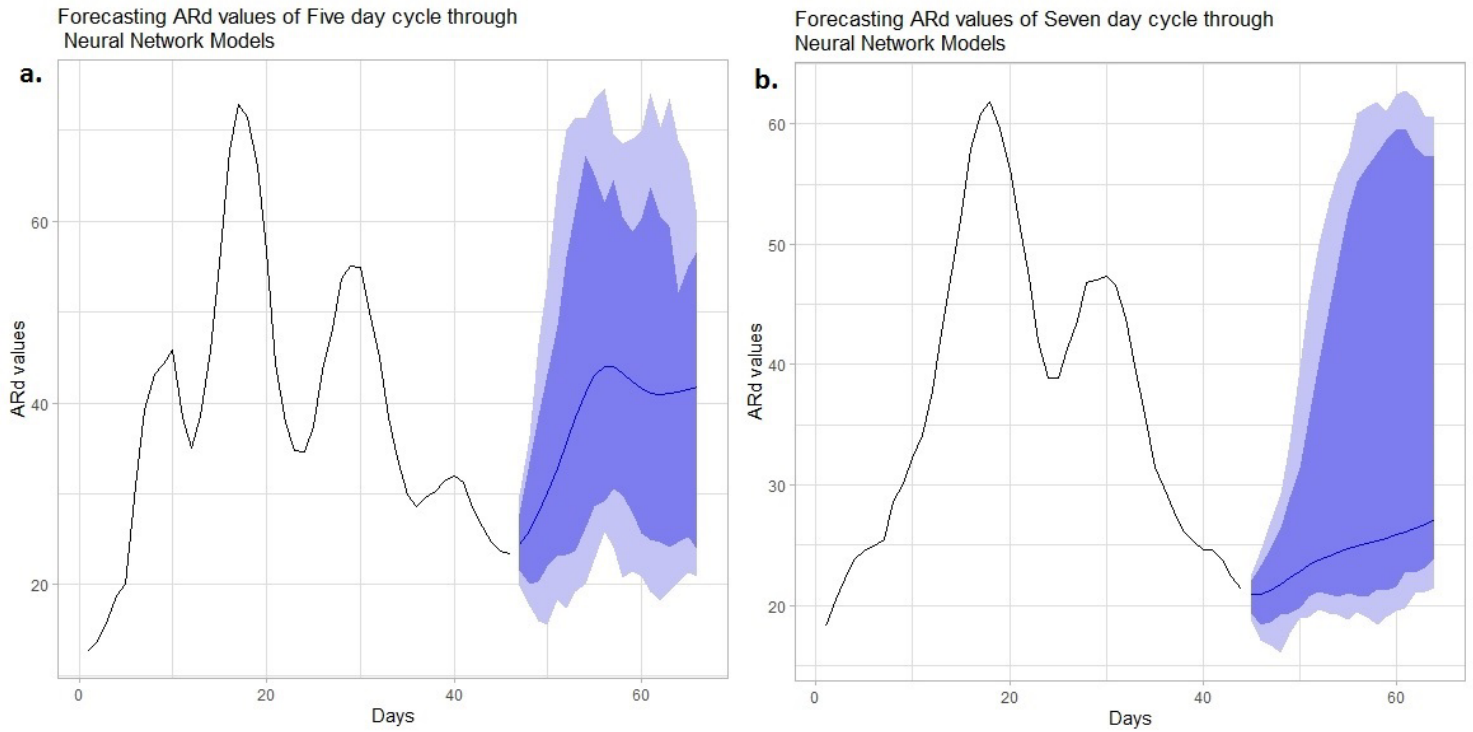 Forecasting ARd values of Five day cycle through
Neural Network Models
a.
60
40
20
ARd values
0
20
40
60
Days
Forecasting ARd values of Seven day cycle through
Neural Network Models
b.
60
50
40
30
20
ARd values
0
20
40
60
Days